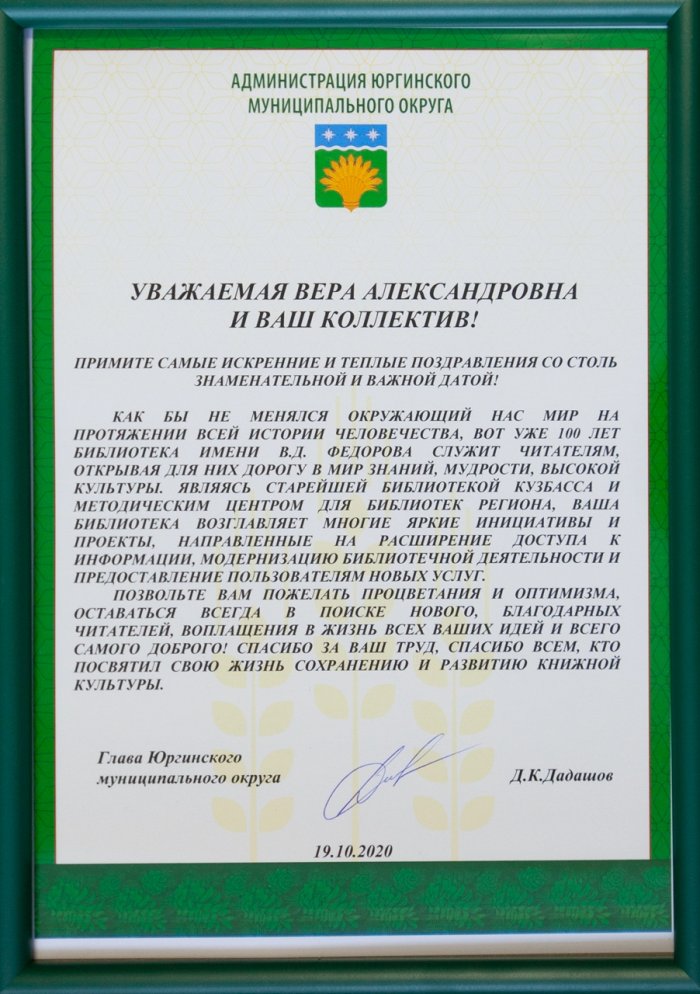 АДМИНИСТРАЦИЯ ЮРГИНСКОГО
МУНИЦИПАЛЬНОГО ОКРУГА
УВАЖАЕМАЯ ВЕРА АЛЕКСАНДРОВНА
И ВАШ КОЛЛЕКТИВ!
ПРИМИТЕ САМЫЕ ИСКРЕННИЕ И ТЕПЛЫЕ ПОЗДРАВЛЕНИЯ СО СТОЛЬ
ЗНАМЕНАТЕЛЬНОЙ И ВАЖНОЙ ДАТОЙ!
КАК БЫ НЕ МЕНЯЛСЯ ОКРУЖАЮЩИЙ НАС МИР НА
ПРОТЯЖЕНИИ ВСЕЙ ИСТОРИИ ЧЕЛОВЕЧЕСТВА, ВОТ УЖЕ 100 ЛЕТ
БИБЛИОТЕКА ИМЕНИ В.Д. ФЕДОРОВА СЛУЖИТ ЧИТАТЕЛЯМ,
ОТКРЫВАЯ ДЛЯ НИХ ДОРОГУ В МИР ЗНАНИЙ, МУДРОСТИ, ВЫСОКОЙ
КУЛЬТУРЫ. ЯВЛЯЯСЬ СТАРЕЙШЕЙ БИБЛИОТЕКОЙ КУЗБАССА И
МЕТОДИЧЕСКИМ ЦЕНТРОМ ДЛЯ БИБЛИОТЕК РЕГИОНА, ВАША
БИБЛИОТЕКА ВОЗГЛАВЛЯЕТ МНОГИЕ ЯРКИЕ ИНИЦИАТИВЫ И
ПРОЕКТЫ, НАПРАВЛЕННЫЕ НА РАСШИРЕНИЕ ДОСТУПА К
ИНФОРМАЦИИ, МОДЕРНИЗАЦИЮ БИБЛИОТЕЧНОЙ ДЕЯТЕЛЬНОСТИ И
ПРЕДОСТАВЛЕНИЕ ПОЛЬЗОВАТЕЛЯМ НОВЫХ УСЛУГ.
ПОЗВОЛЬТЕ ВАМ ПОЖЕЛАТЬ ПРОЦВЕТАНИЯ И ОПТИМИЗМА,
ОСТАВАТЬСЯ ВСЕГДА В ПОИСКЕ НОВОГО, БЛАГОДАРНЫХ
ЧИТАТЕЛЕЙ, ВОПЛАЩЕНИЯ В ЖИЗНЬ ВСЕХ ВАШИХ ИДЕЙ И ВСЕГО
САМОГО ДОБРОГО! СПАСИБО ЗА ВАШ ТРУД, СПАСИБО ВСЕМ, КТО
ПОСВЯТИЛ СВОЮ ЖИЗНЬ СОХРАНЕНИЮ И РАЗВИТИЮ КНИЖНОЙ
КУЛЬТУРЫ.
Глава Юргинского
муниципального округа
Д.К.Дадашов
19.10.2020